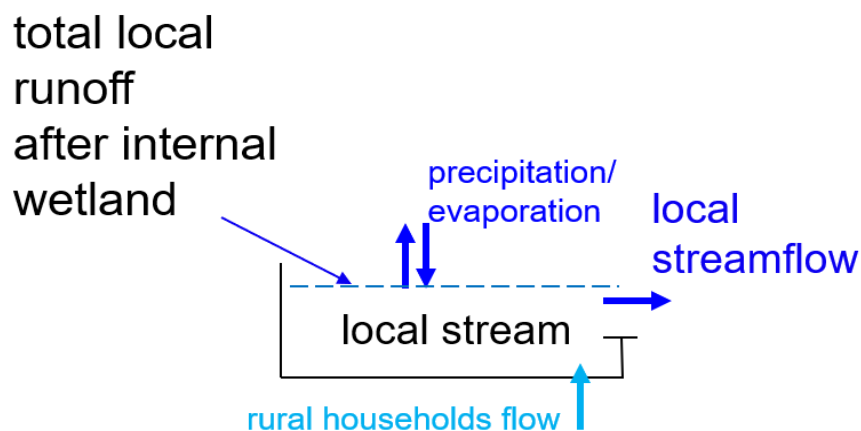 total local
runoff
after internal
wetland
precipitation/
evaporation
local
streamflow
local stream
rural households flow